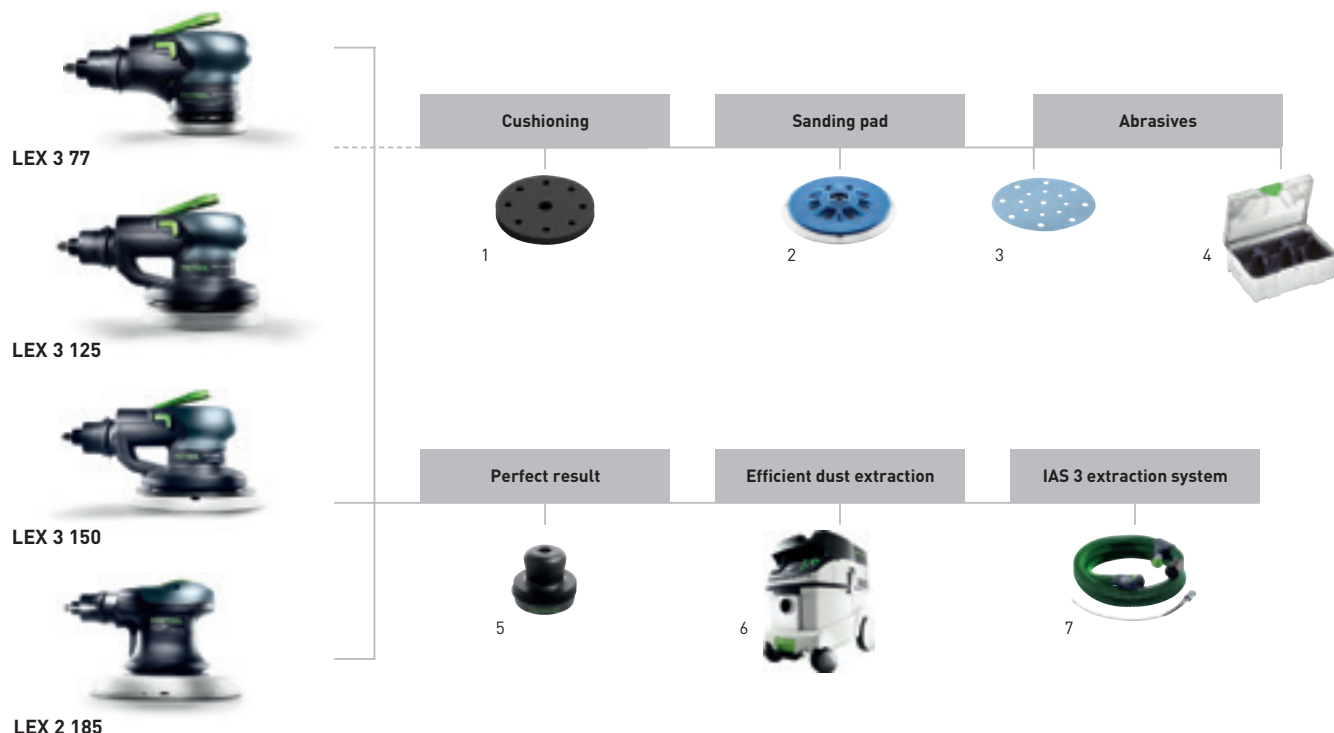 LEX 3 77
LEX 3 125
LEX 3 150
LEX 2 185
Cushioning
Sanding pad
Abrasives
1
2
3
4
Perfect result
Efficient dust extraction
IAS 3 extraction system
5
6
7